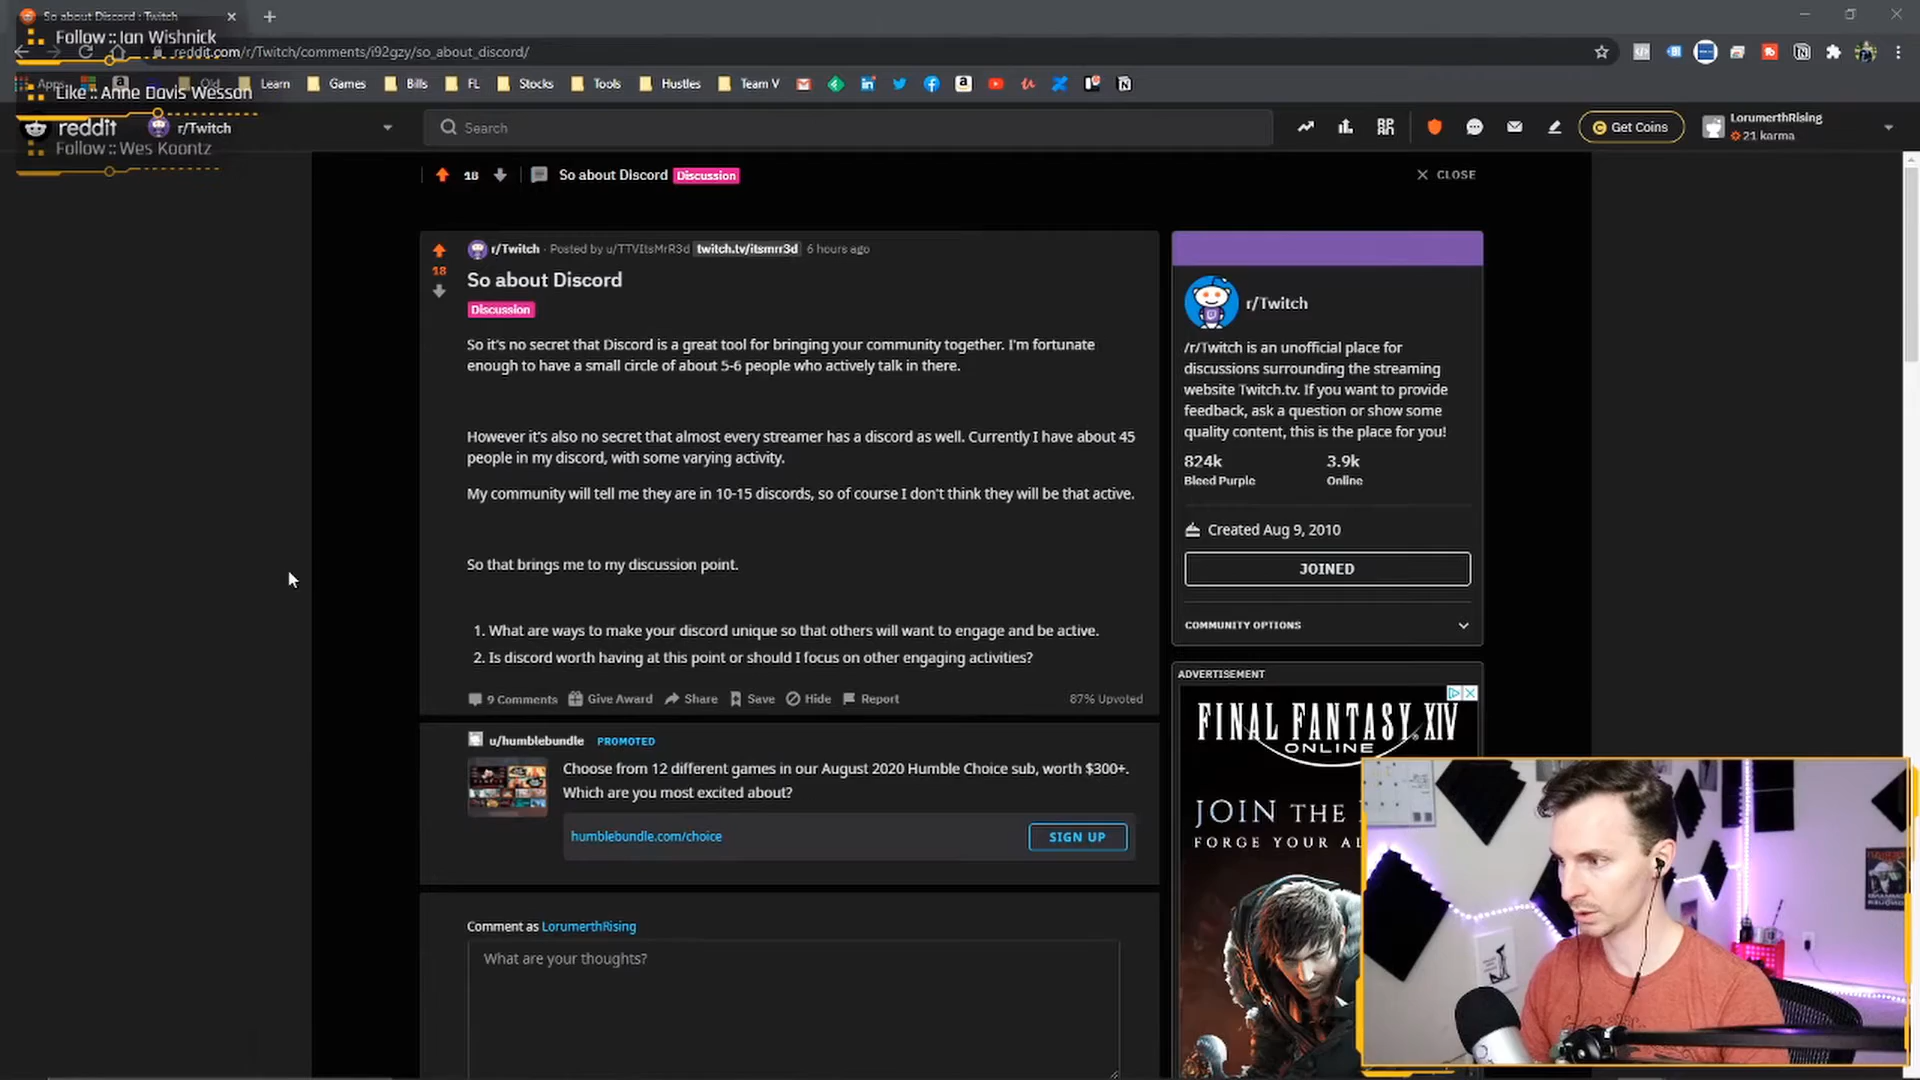 So about Discord : Twitch
Follow :: Ian Wishnick
reddit.com/r/Twitch/comments/i92gzy/so_about_discord/
Apps
Old
Learn
Games
Bills
FL
Stocks
Tools
Hustles
Team V
Like :: Anne Davis Wesson
reddit
r/Twitch
Search
Get Coins
LorumerthRising
21 karma
Follow :: Wes Koontz
18
So about Discord
Discussion
CLOSE
r/Twitch · Posted by u/TTVItsMrR3d twitch.tv/itsmrr3d 6 hours ago
18
So about Discord
Discussion
So it's no secret that Discord is a great tool for bringing your community together. I'm fortunate
enough to have a small circle of about 5-6 people who actively talk in there.
However it's also no secret that almost every streamer has a discord as well. Currently I have about 45
people in my discord, with some varying activity.
My community will tell me they are in 10-15 discords, so of course I don't think they will be that active.
So that brings me to my discussion point.
1. What are ways to make your discord unique so that others will want to engage and be active.
2. Is discord worth having at this point or should I focus on other engaging activities?
9 Comments
Give Award
Share
Save
Hide
Report
87% Upvoted
u/humblebundle
PROMOTED
Choose from 12 different games in our August 2020 Humble Choice sub, worth $300+.
Which are you most excited about?
humblebundle.com/choice
SIGN UP
Comment as LorumerthRising
What are your thoughts?
r/Twitch
/r/Twitch is an unofficial place for
discussions surrounding the streaming
website Twitch.tv. If you want to provide
feedback, ask a question or show some
quality content, this is the place for you!
824k
3.9k
Bleed Purple
Online
Created Aug 9, 2010
JOINED
COMMUNITY OPTIONS
ADVERTISEMENT
FINAL FANTASY XIV
ONLINE
JOIN THE
FORGE YOUR